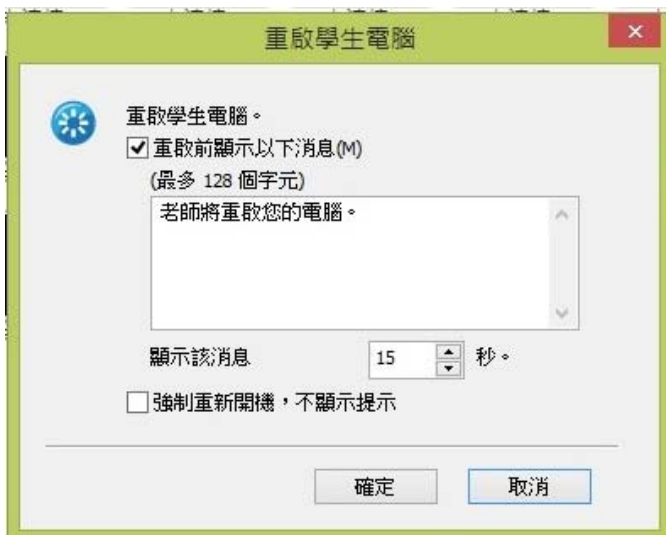 重啟學生電腦
重啟學生電腦。
重啟前顯示以下消息(M)
(最多 128 個字元)
老師將重啟您的電腦。
顯示該消息 15 秒。
強制重新開機，不顯示提示
確定 取消